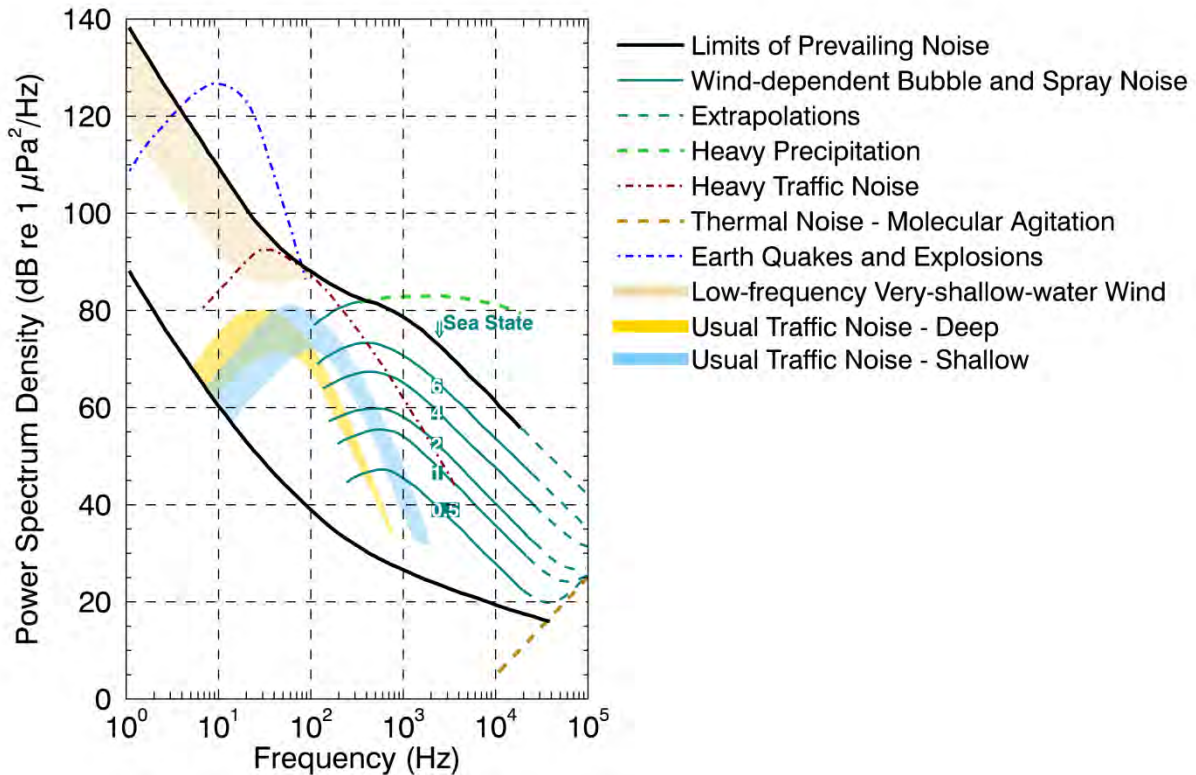 140
120
100
80
60
40
20
0
Power Spectrum Density (dB re 1 µPa²/Hz)
10⁰ 10¹ 10² 10³ 10⁴ 10⁵
Frequency (Hz)
⇓Sea State
6
4
2
1
0.5
Limits of Prevailing Noise
Wind-dependent Bubble and Spray Noise
Extrapolations
Heavy Precipitation
Heavy Traffic Noise
Thermal Noise - Molecular Agitation
Earth Quakes and Explosions
Low-frequency Very-shallow-water Wind
Usual Traffic Noise - Deep
Usual Traffic Noise - Shallow